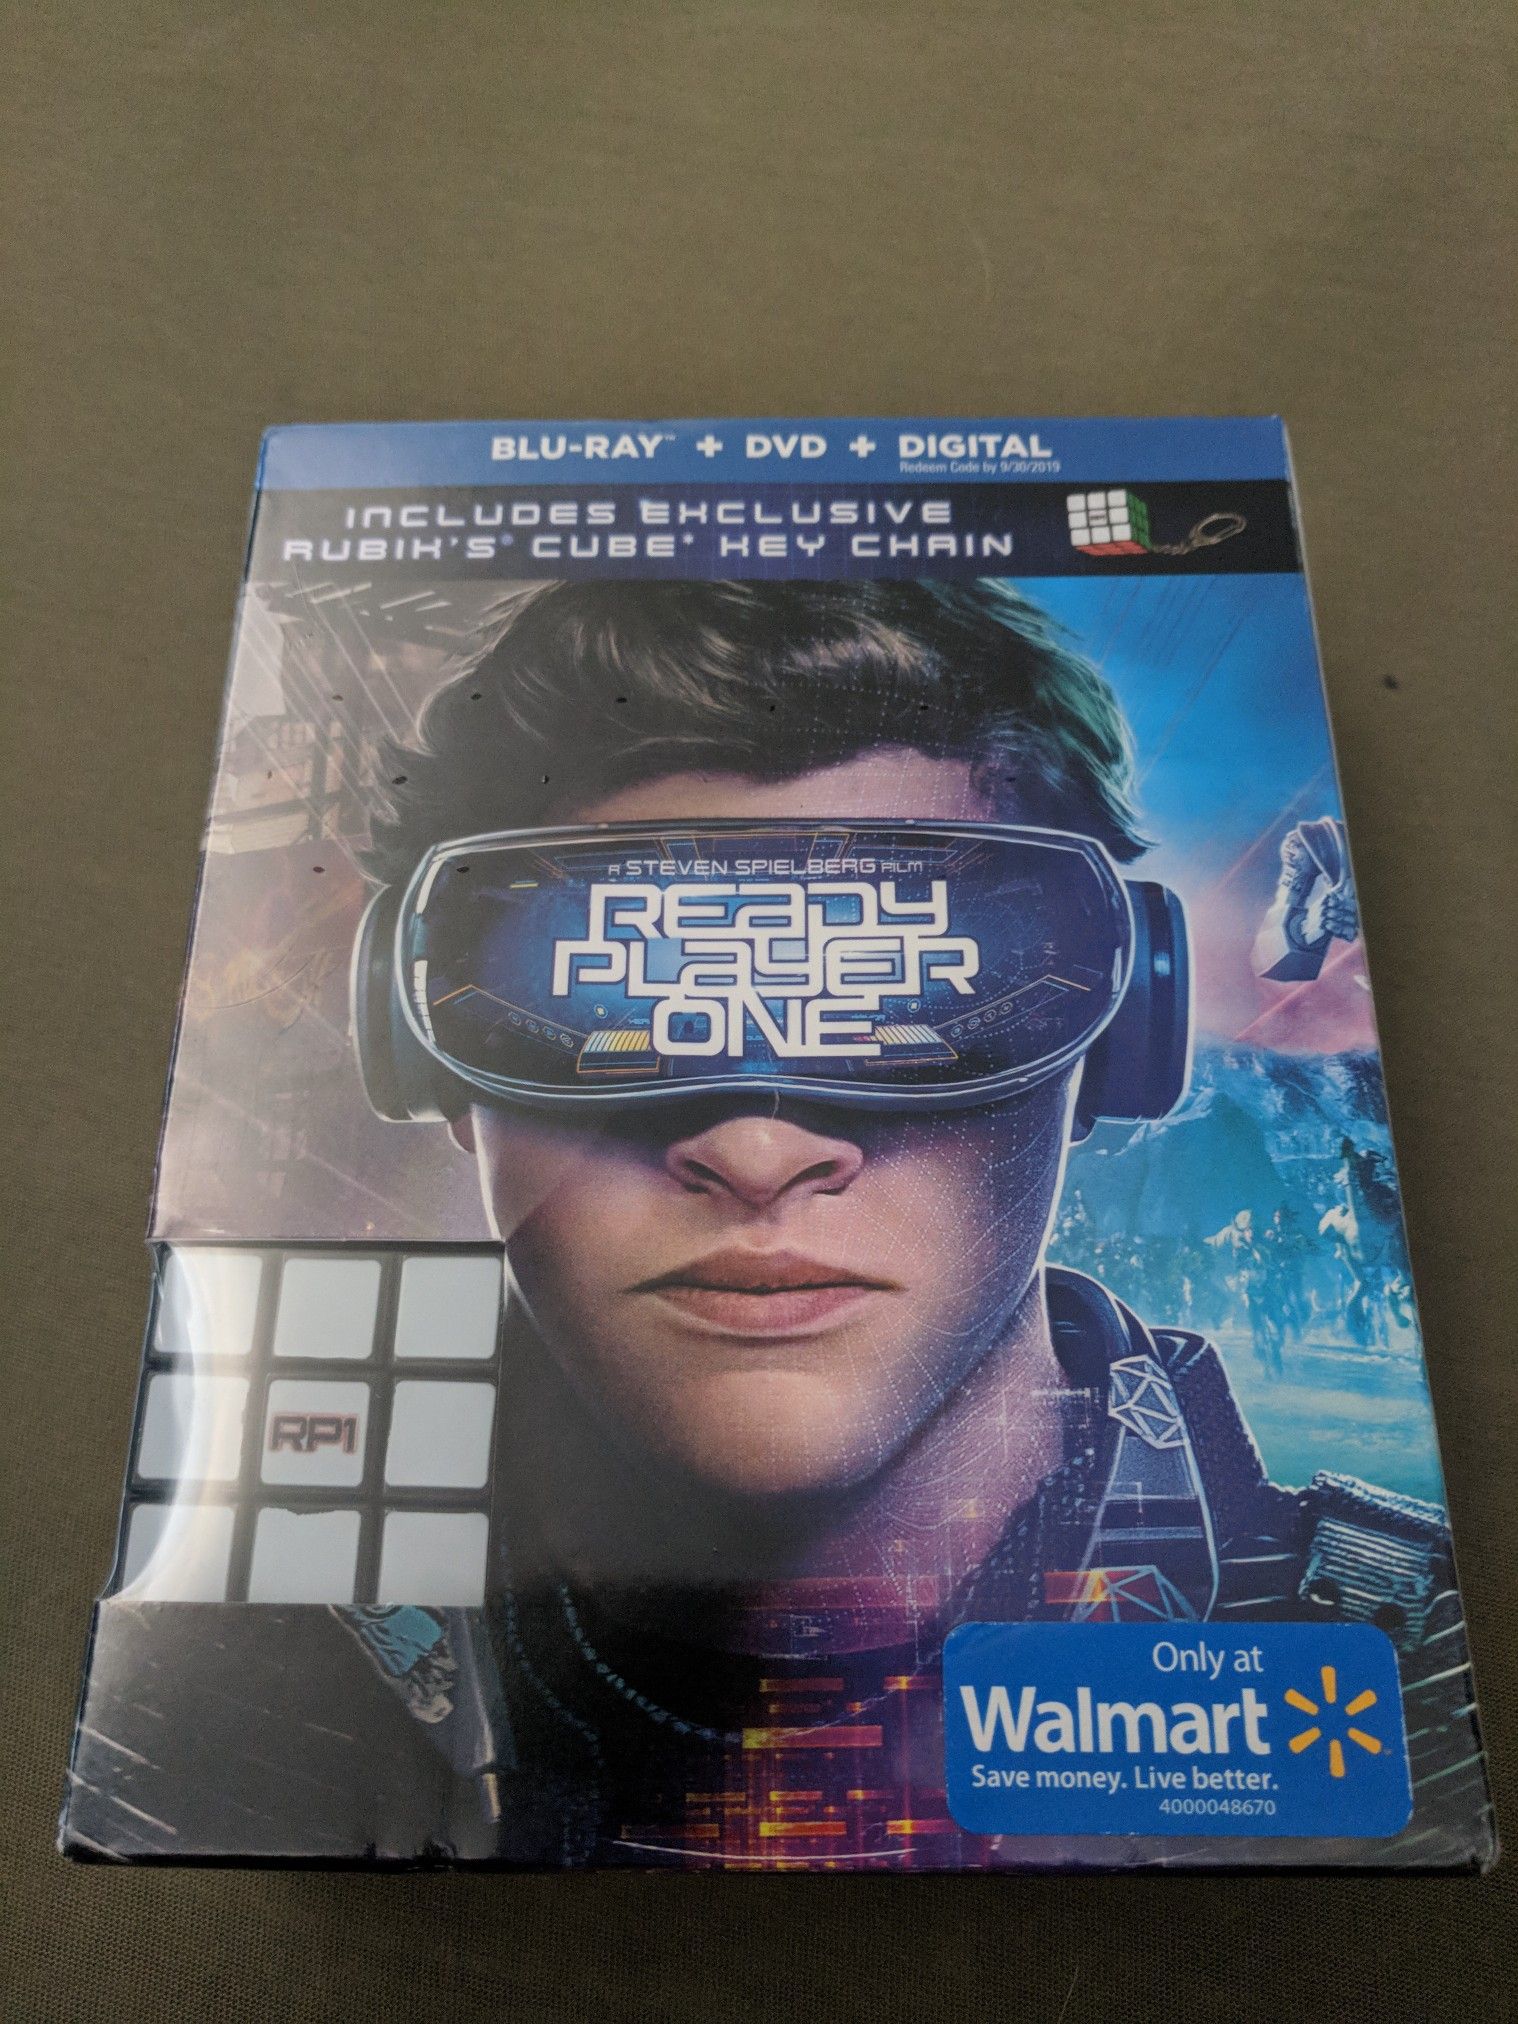 BLU-RAY™ + DVD + DIGITAL
Redeem Code by 9/30/2019
INCLUDES EXCLUSIVE
RUBIK'S® CUBE* KEY CHAIN
A STEVEN SPIELBERG FILM
READY
PLAYER
ONE
RP1
Only at
Walmart
Save money. Live better.
4000048670